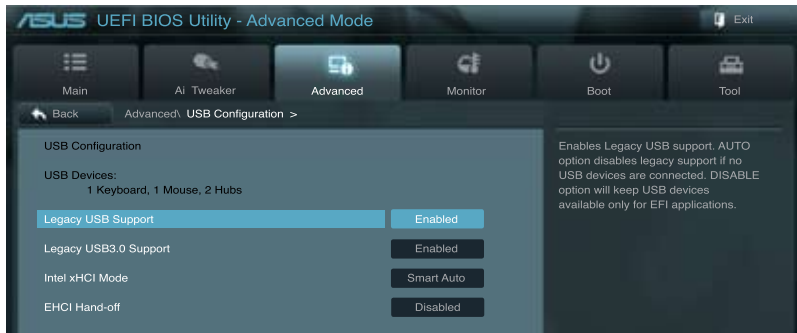 ASUS UEFI BIOS Utility - Advanced Mode
Exit
Main
Ai Tweaker
Advanced
Monitor
Boot
Tool
Back
Advanced\ USB Configuration >
USB Configuration
USB Devices:
1 Keyboard, 1 Mouse, 2 Hubs
Legacy USB Support Enabled
Legacy USB3.0 Support Enabled
Intel xHCI Mode Smart Auto
EHCI Hand-off Disabled
Enables Legacy USB support. AUTO
option disables legacy support if no
USB devices are connected. DISABLE
option will keep USB devices
available only for EFI applications.